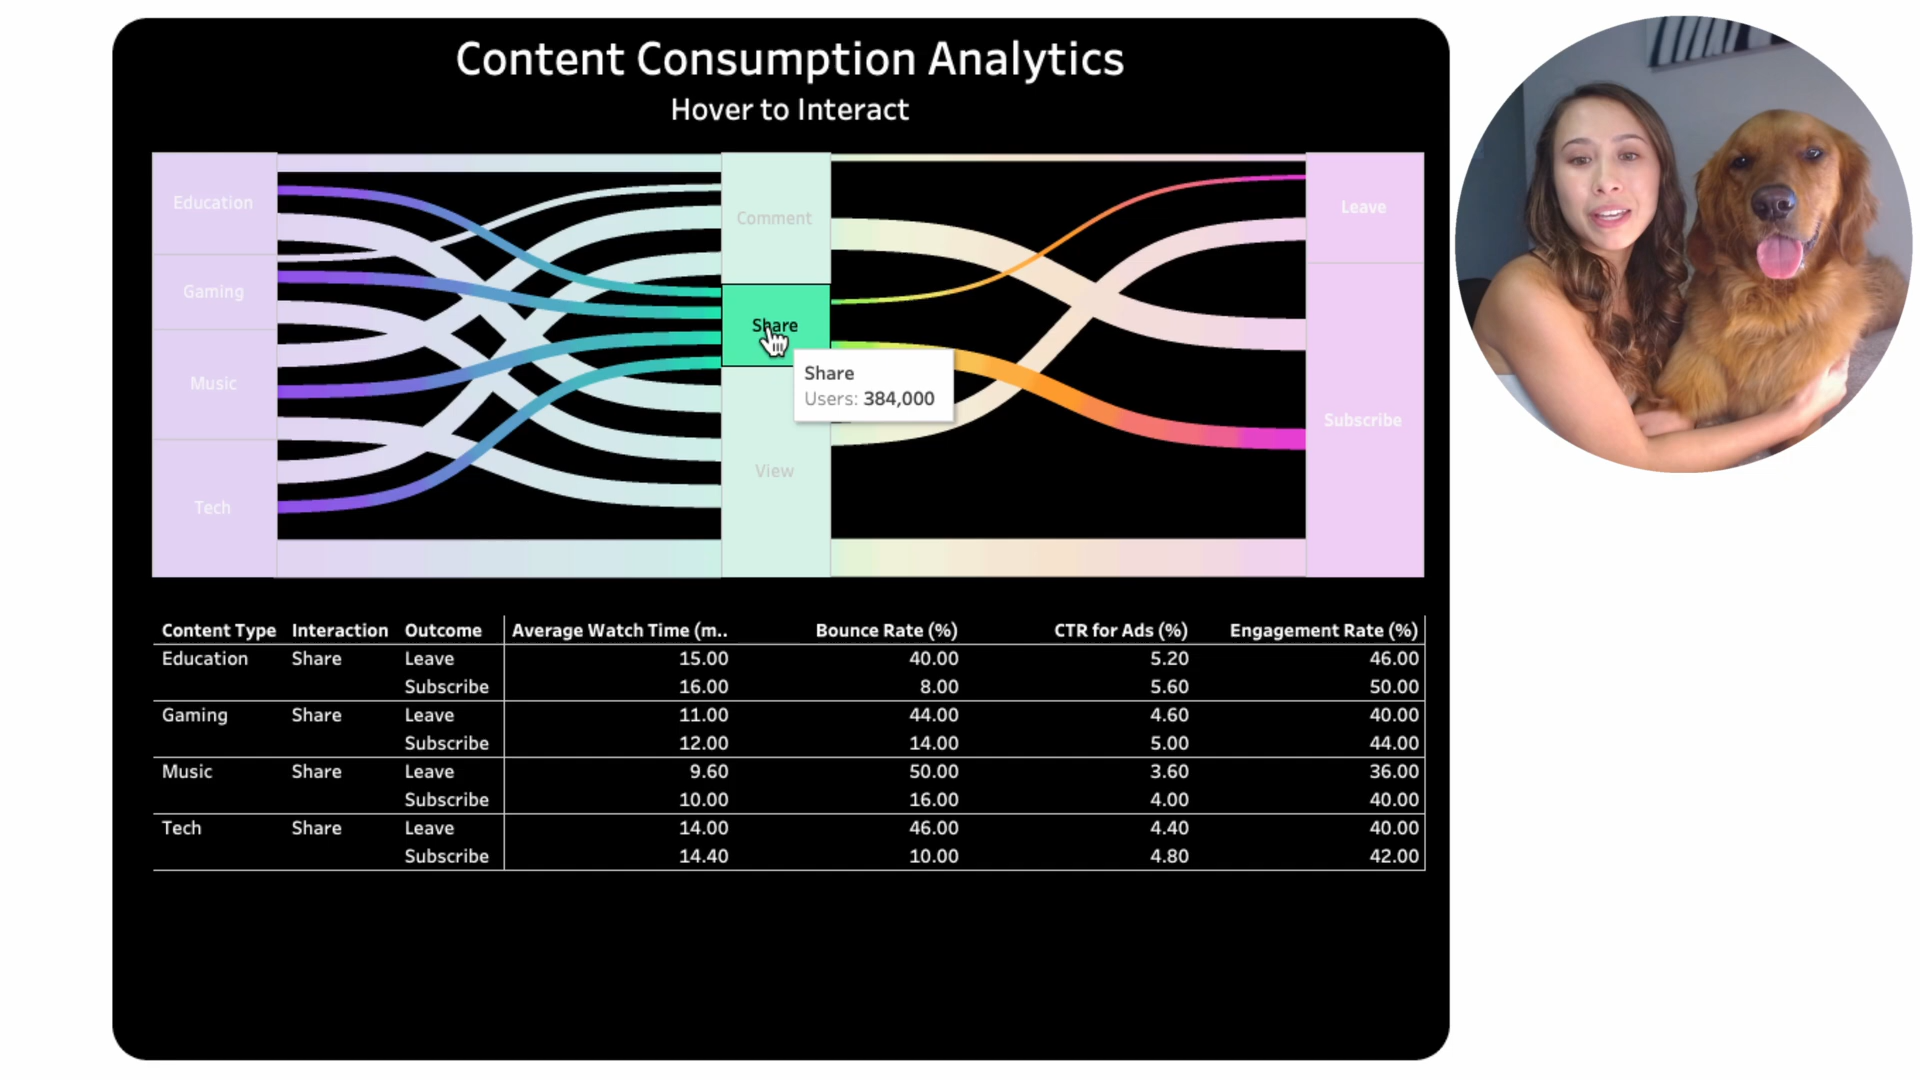 Content Consumption Analytics
Hover to Interact
Education
Gaming
Music
Tech
Comment
Share
View
Leave
Subscribe
Share
Users: 384,000
Content Type Interaction Outcome Average Watch Time (m.. Bounce Rate (%) CTR for Ads (%) Engagement Rate (%)
Education Share Leave 15.00 40.00 5.20 46.00
Subscribe 16.00 8.00 5.60 50.00
Gaming Share Leave 11.00 44.00 4.60 40.00
Subscribe 12.00 14.00 5.00 44.00
Music Share Leave 9.60 50.00 3.60 36.00
Subscribe 10.00 16.00 4.00 40.00
Tech Share Leave 14.00 46.00 4.40 40.00
Subscribe 14.40 10.00 4.80 42.00